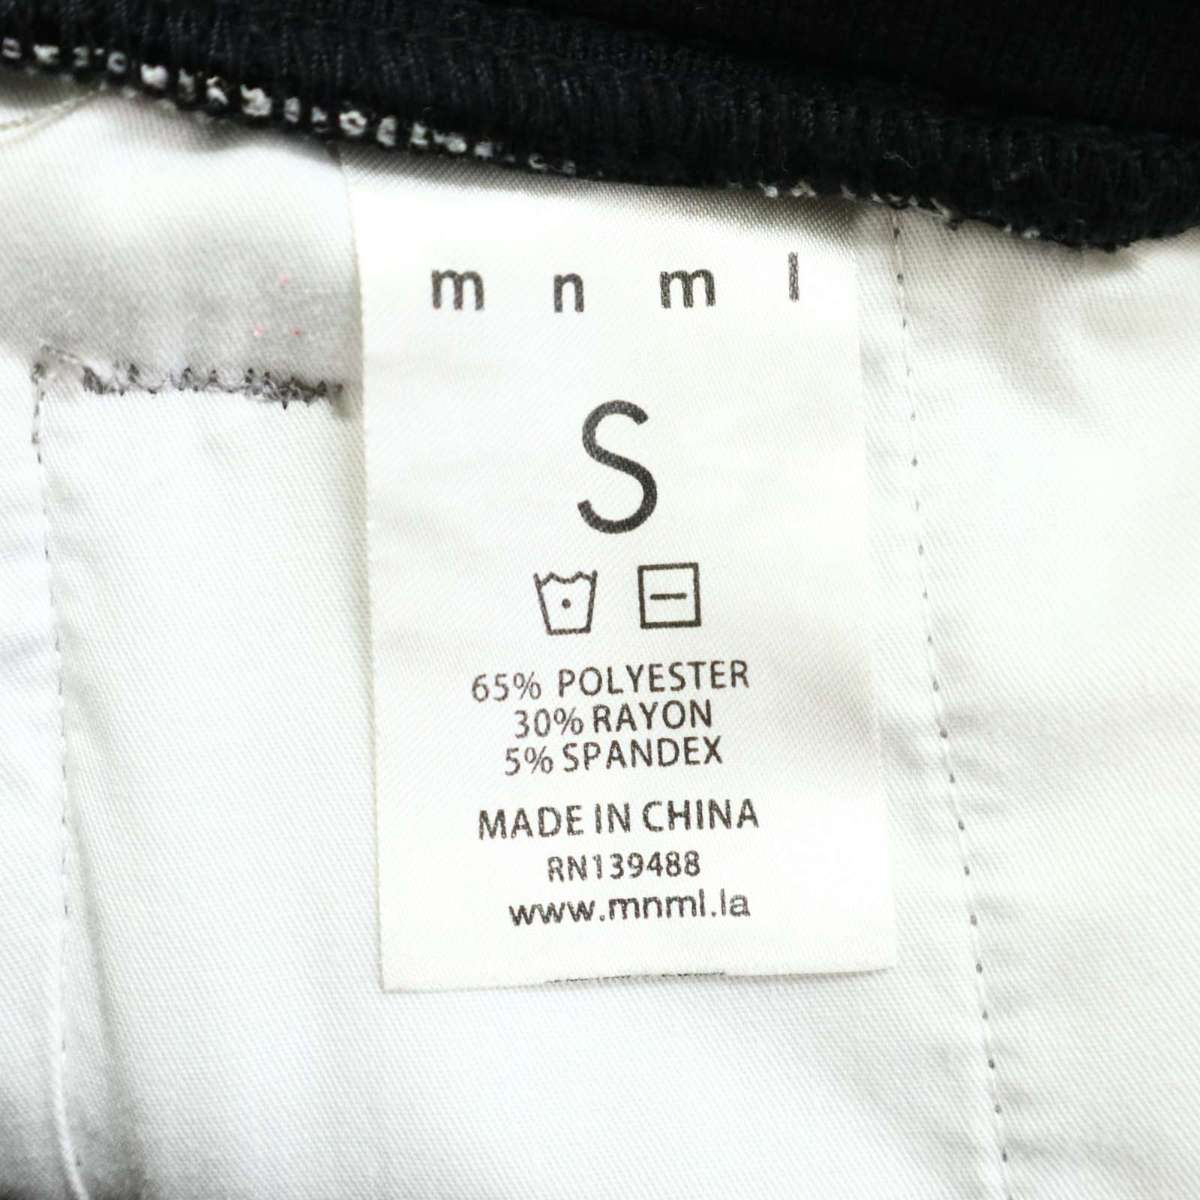 m n m l
S
65% POLYESTER
30% RAYON
5% SPANDEX
MADE IN CHINA
RN139488
www.mnml.la